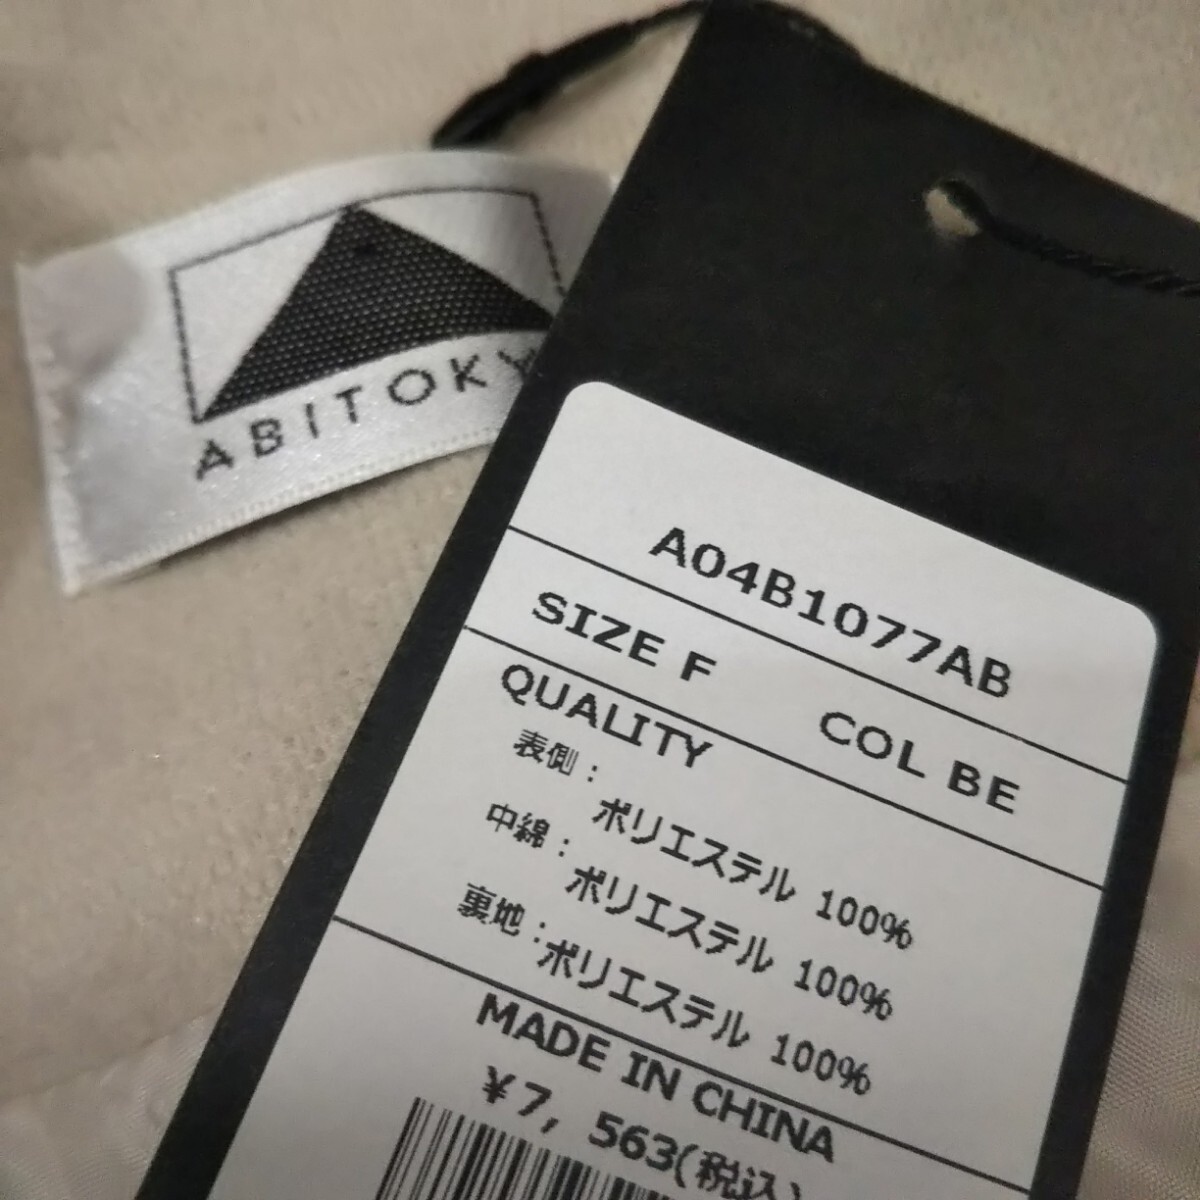 ABITOKY
A04B1077AB
SIZE F COL BE
QUALITY
表側：
ポリエステル 100%
中綿：
ポリエステル 100%
裏地：
ポリエステル 100%
MADE IN CHINA
¥7, 563(税込)